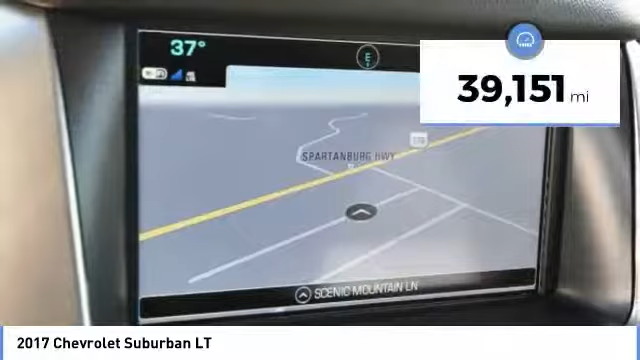 37°
E
39,151 mi
176
SPARTANBURG HWY
SCENIC MOUNTAIN LN
2017 Chevrolet Suburban LT